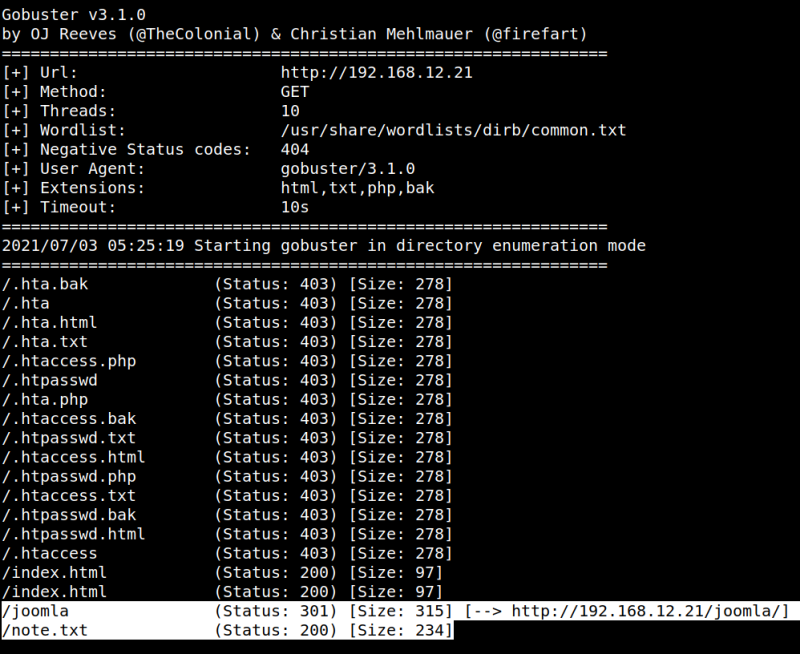 Gobuster v3.1.0
by OJ Reeves (@TheColonial) & Christian Mehlmauer (@firefart)
===============================================================
[+] Url:                     http://192.168.12.21
[+] Method:                  GET
[+] Threads:                 10
[+] Wordlist:                /usr/share/wordlists/dirb/common.txt
[+] Negative Status codes:   404
[+] User Agent:              gobuster/3.1.0
[+] Extensions:              html,txt,php,bak
[+] Timeout:                 10s
===============================================================
2021/07/03 05:25:19 Starting gobuster in directory enumeration mode
===============================================================
/.hta.bak             (Status: 403) [Size: 278]
/.hta                 (Status: 403) [Size: 278]
/.hta.html            (Status: 403) [Size: 278]
/.hta.txt             (Status: 403) [Size: 278]
/.htaccess.php        (Status: 403) [Size: 278]
/.htpasswd            (Status: 403) [Size: 278]
/.hta.php             (Status: 403) [Size: 278]
/.htaccess.bak        (Status: 403) [Size: 278]
/.htpasswd.txt        (Status: 403) [Size: 278]
/.htaccess.html       (Status: 403) [Size: 278]
/.htpasswd.php        (Status: 403) [Size: 278]
/.htaccess.txt        (Status: 403) [Size: 278]
/.htpasswd.bak        (Status: 403) [Size: 278]
/.htpasswd.html       (Status: 403) [Size: 278]
/.htaccess            (Status: 403) [Size: 278]
/index.html           (Status: 200) [Size: 97]
/index.html           (Status: 200) [Size: 97]
/joomla               (Status: 301) [Size: 315] [--> http://192.168.12.21/joomla/]
/note.txt             (Status: 200) [Size: 234]